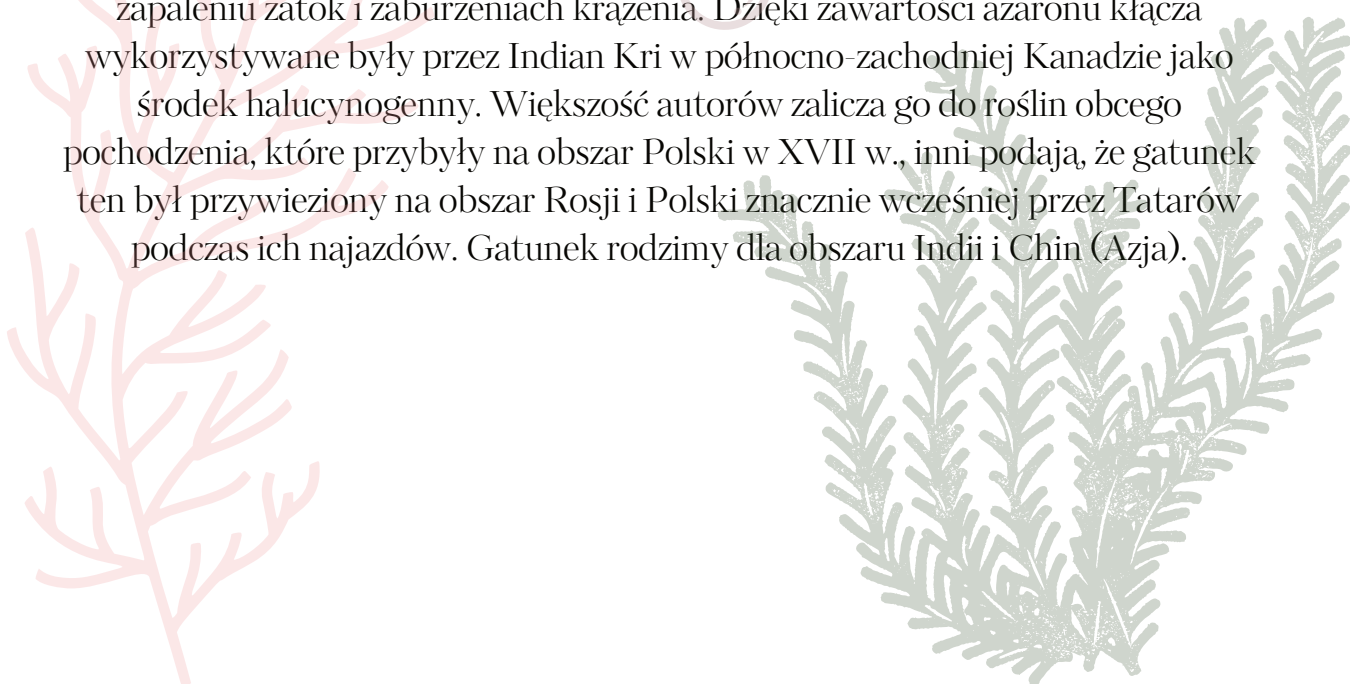 zapaleniu zatok i zaburzeniach krążenia. Dzięki zawartości azaronu kłącza
wykorzystywane były przez Indian Kri w północno-zachodniej Kanadzie jako
środek halucynogenny. Większość autorów zalicza go do roślin obcego
pochodzenia, które przybyły na obszar Polski w XVII w., inni podają, że gatunek
ten był przywieziony na obszar Rosji i Polski znacznie wcześniej przez Tatarów
podczas ich najazdów. Gatunek rodzimy dla obszaru Indii i Chin (Azja).